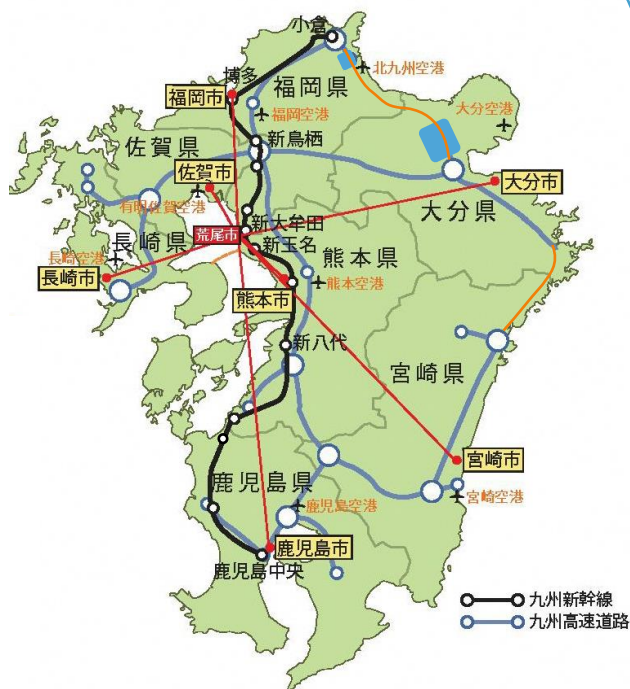 小倉
北九州空港
博多
福岡県
福岡市
福岡空港
大分空港
新鳥栖
佐賀県
佐賀市
大分市
有明佐賀空港
大分県
新大牟田
荒尾市
長崎県
新玉名
熊本県
長崎空港
長崎市
熊本市
熊本空港
新八代
宮崎県
宮崎市
鹿児島県
宮崎空港
鹿児島空港
鹿児島市
鹿児島中央
九州新幹線
九州高速道路